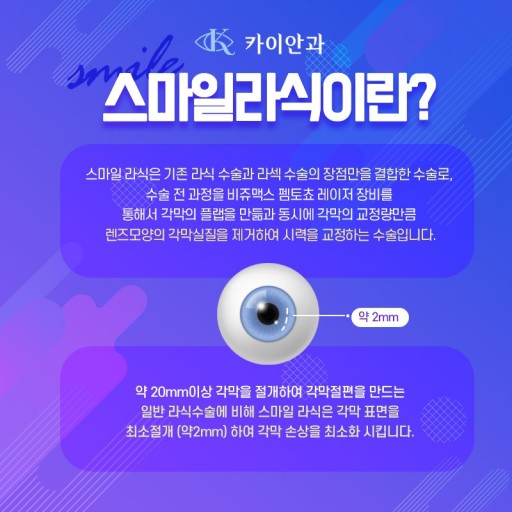 카이안과
smile
스마일라식이란?
스마일 라식은 기존 라식 수술과 라섹 수술의 장점만을 결합한 수술로,
수술 전 과정을 비쥬맥스 펨토쵸 레이저 장비를
통해서 각막의 플랩을 만듦과 동시에 각막의 교정량만큼
렌즈모양의 각막실질을 제거하여 시력을 교정하는 수술입니다.
약 2mm
약 20mm이상 각막을 절개하여 각막절편을 만드는
일반 라식수술에 비해 스마일 라식은 각막 표면을
최소절개 (약2mm) 하여 각막 손상을 최소화 시킵니다.